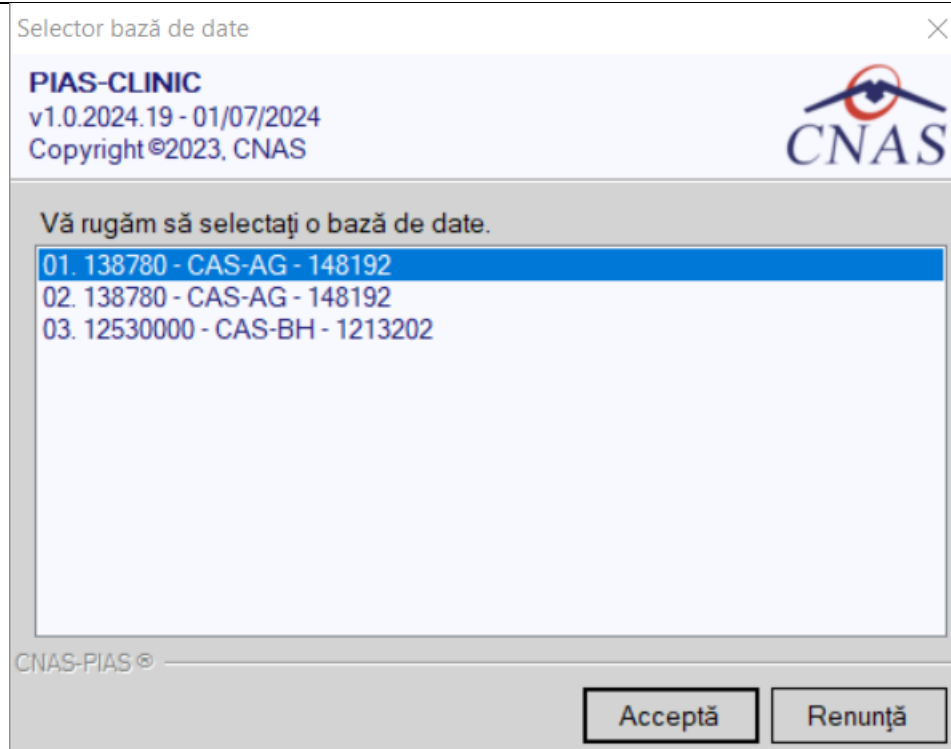 Selector bază de date
PIAS-CLINIC
v1.0.2024.19 - 01/07/2024
Copyright ©2023, CNAS
CNAS
Vă rugăm să selectați o bază de date.
01. 138780 - CAS-AG - 148192
02. 138780 - CAS-AG - 148192
03. 12530000 - CAS-BH - 1213202
CNAS-PIAS ®
Acceptă
Renunţă